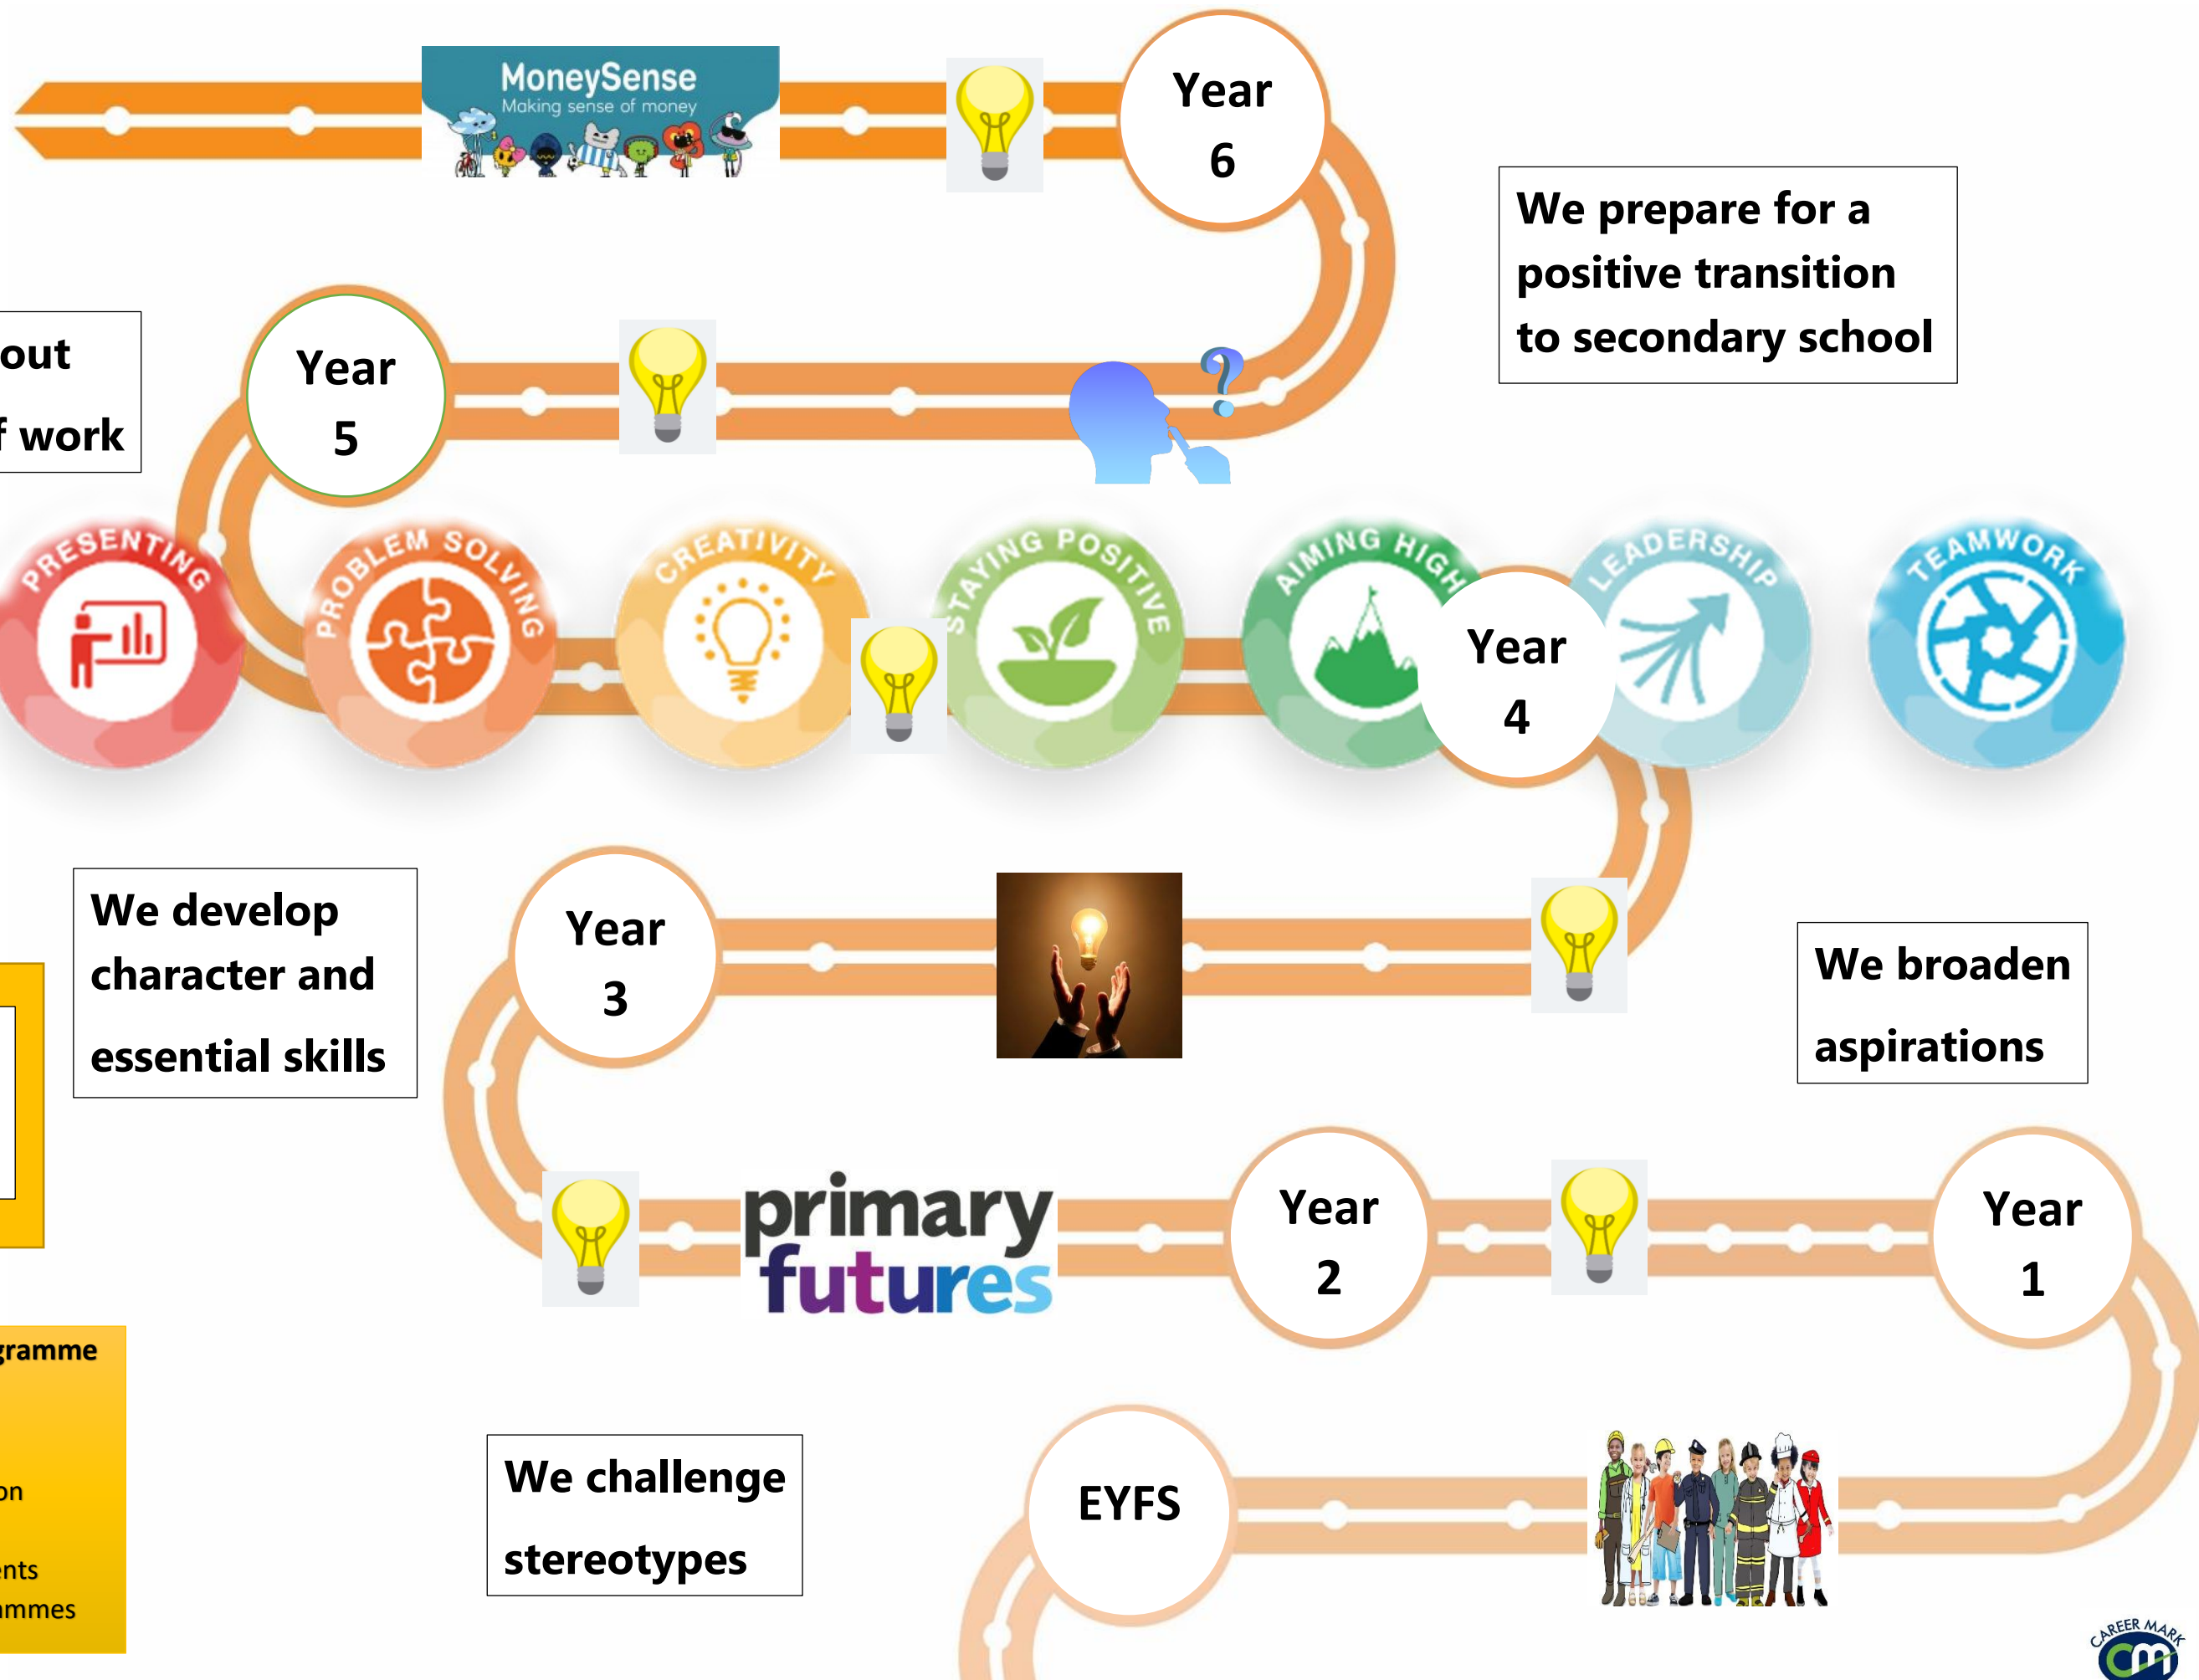 MoneySense
Making sense of money
Year
6
We prepare for a
positive transition
to secondary school
out
f work
Year
5
PRESENTING
PROBLEM SOLVING
CREATIVITY
STAYING POSITIVE
AIMING HIGH
LEADERSHIP
TEAMWORK
Year
4
We develop
character and
essential skills
Year
3
We broaden
aspirations
primary
futures
Year
2
Year
1
gramme
on
ents
ammes
We challenge
stereotypes
EYFS
CAREER MARK
cm